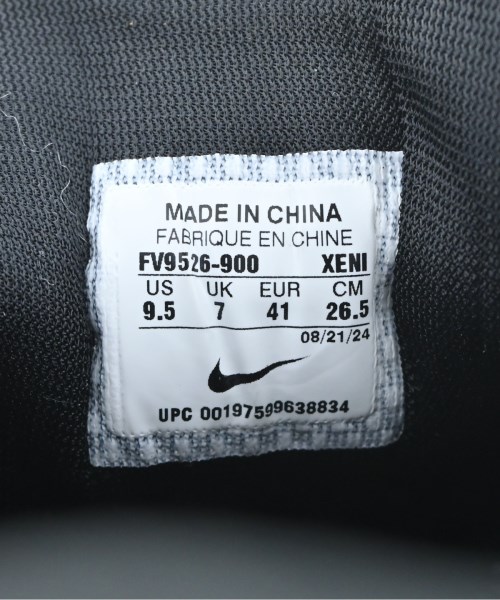 MADE IN CHINA
FABRIQUE EN CHINE
FV9526-900 XENI
US UK EUR CM
9.5 7 41 26.5
08/21/24
UPC 00197599638834